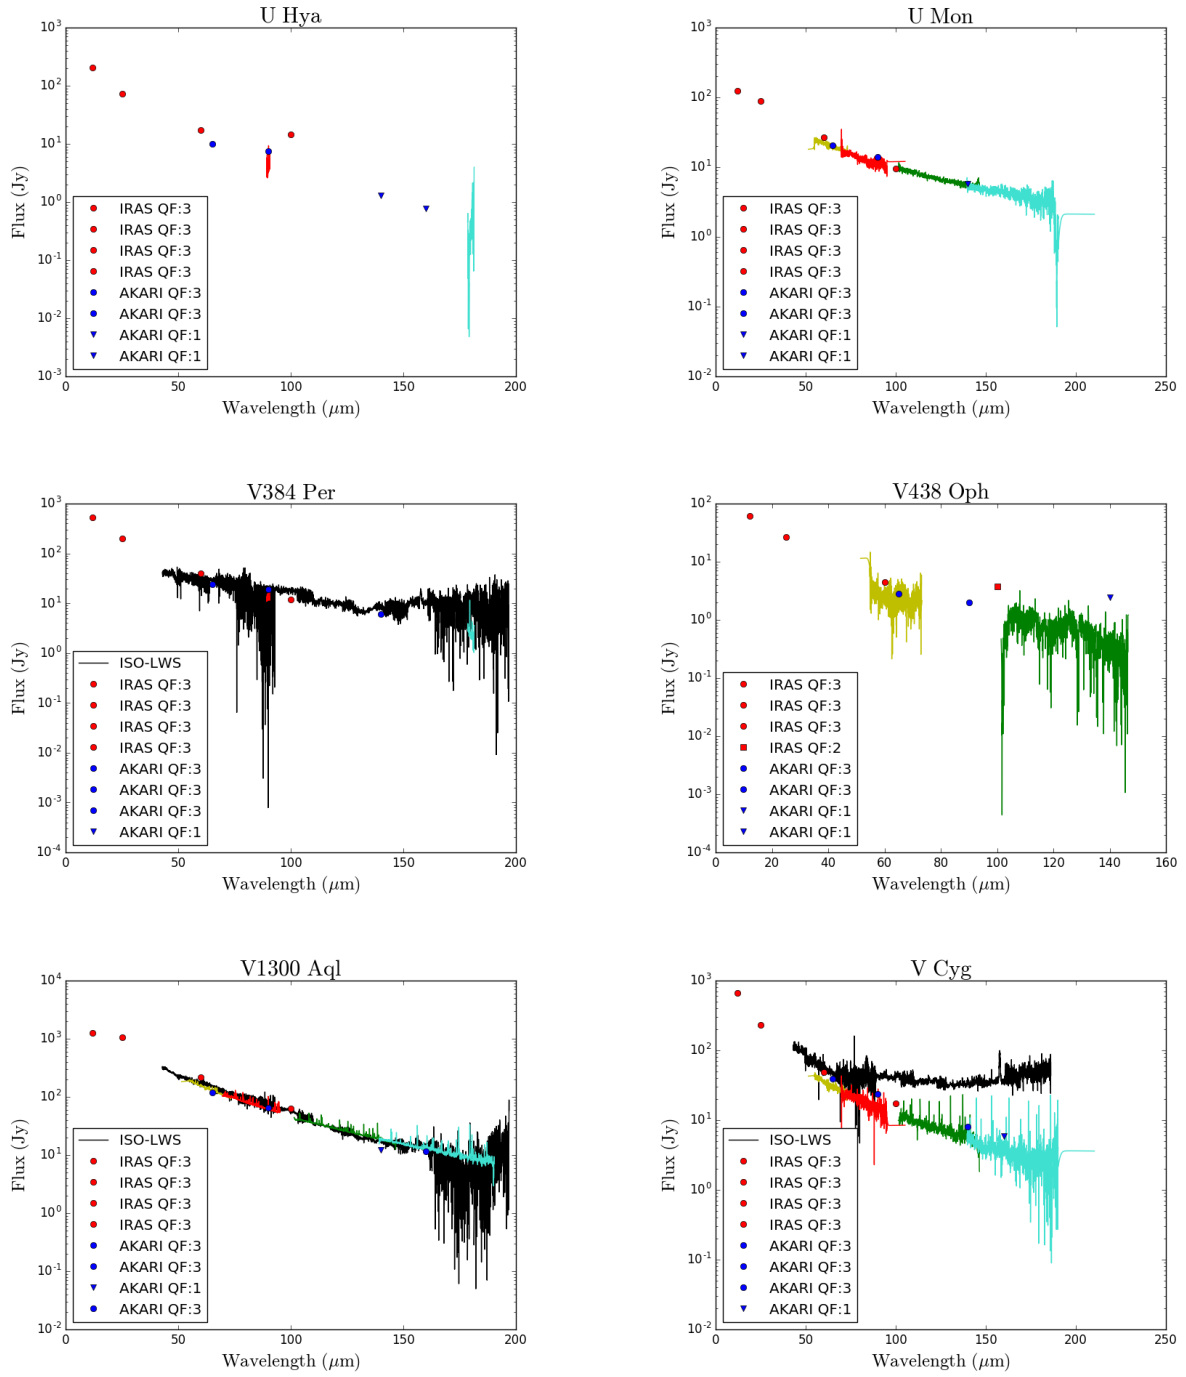 U Hya
10³
10²
10¹
10⁰
10⁻¹
10⁻²
10⁻³
Flux (Jy)
IRAS QF:3
IRAS QF:3
IRAS QF:3
IRAS QF:3
AKARI QF:3
AKARI QF:3
AKARI QF:1
AKARI QF:1
0 50 100 150 200
Wavelength (μm)
U Mon
10³
10²
10¹
10⁰
10⁻¹
10⁻²
Flux (Jy)
IRAS QF:3
IRAS QF:3
IRAS QF:3
IRAS QF:3
AKARI QF:3
AKARI QF:3
AKARI QF:1
AKARI QF:1
0 50 100 150 200 250
Wavelength (μm)
V384 Per
10³
10²
10¹
10⁰
10⁻¹
10⁻²
10⁻³
10⁻⁴
Flux (Jy)
ISO-LWS
IRAS QF:3
IRAS QF:3
IRAS QF:3
IRAS QF:3
AKARI QF:3
AKARI QF:3
AKARI QF:3
AKARI QF:1
0 50 100 150 200
Wavelength (μm)
V438 Oph
10²
10¹
10⁰
10⁻¹
10⁻²
10⁻³
10⁻⁴
Flux (Jy)
IRAS QF:3
IRAS QF:3
IRAS QF:3
IRAS QF:2
AKARI QF:3
AKARI QF:3
AKARI QF:1
AKARI QF:1
0 20 40 60 80 100 120 140 160
Wavelength (μm)
V1300 Aql
10⁴
10³
10²
10¹
10⁰
10⁻¹
10⁻²
Flux (Jy)
ISO-LWS
IRAS QF:3
IRAS QF:3
IRAS QF:3
IRAS QF:3
AKARI QF:3
AKARI QF:3
AKARI QF:1
AKARI QF:3
0 50 100 150 200
Wavelength (μm)
V Cyg
10³
10²
10¹
10⁰
10⁻¹
10⁻²
Flux (Jy)
ISO-LWS
IRAS QF:3
IRAS QF:3
IRAS QF:3
IRAS QF:3
AKARI QF:3
AKARI QF:3
AKARI QF:3
AKARI QF:1
0 50 100 150 200 250
Wavelength (μm)